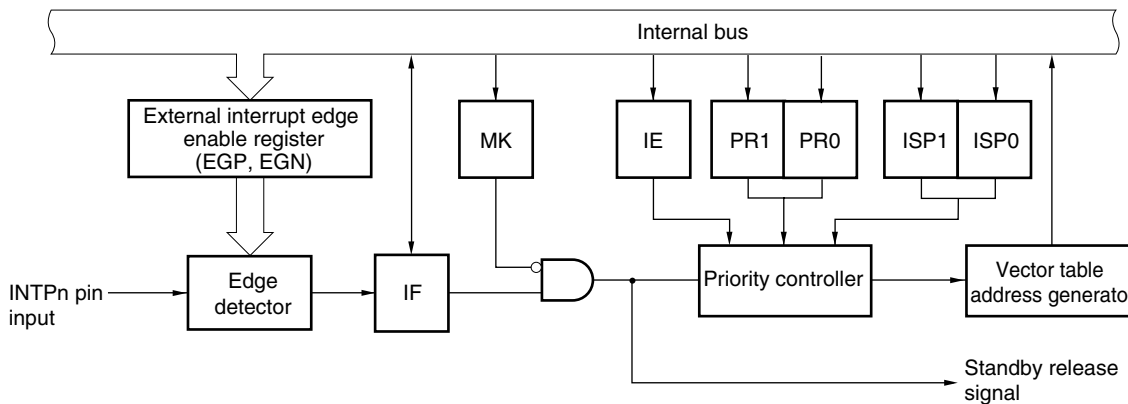 Internal bus
External interrupt edge
enable register
(EGP, EGN)
MK
IE
PR1
PR0
ISP1
ISP0
INTPn pin
input
Edge
detector
IF
Priority controller
Vector table
address generato
Standby release
signal